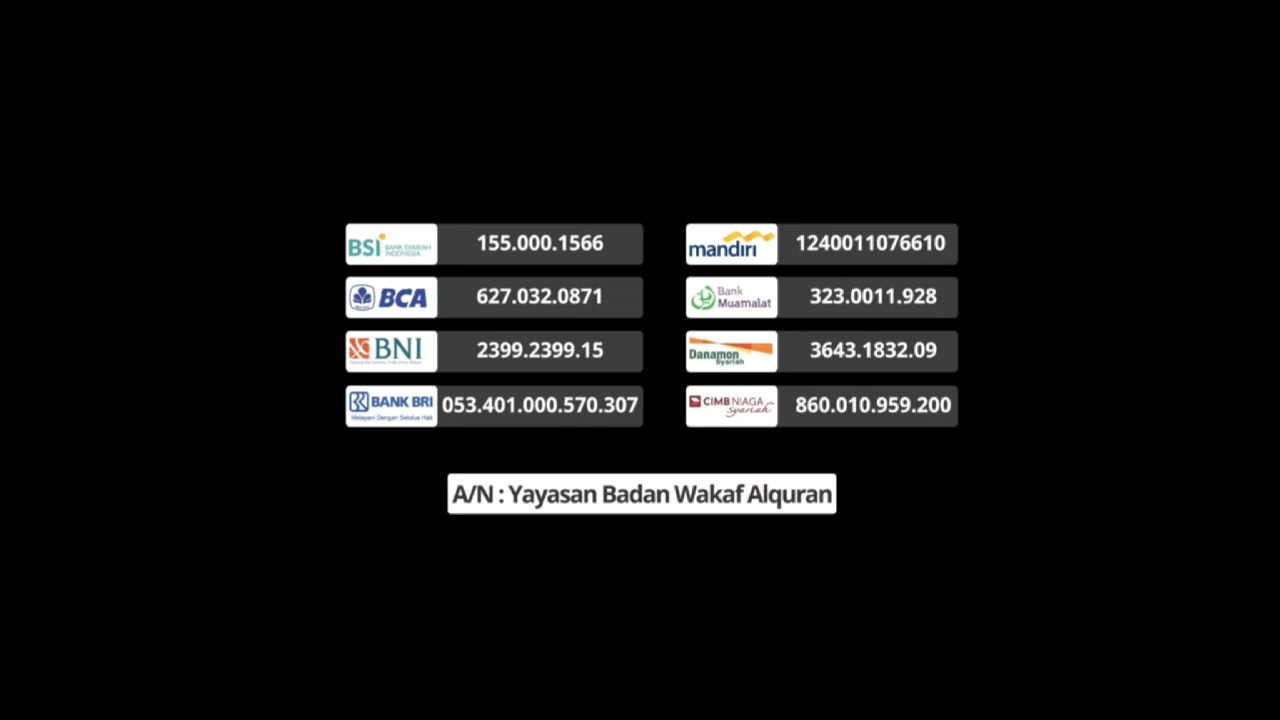 BSI BANK SYARIAH INDONESIA 155.000.1566
BCA 627.032.0871
BNI 2399.2399.15
BANK BRI Melayani Dengan Setulus Hati 053.401.000.570.307
mandiri 1240011076610
Bank Muamalat 323.0011.928
Danamon Syariah 3643.1832.09
CIMB NIAGA syariah 860.010.959.200
A/N : Yayasan Badan Wakaf Alquran